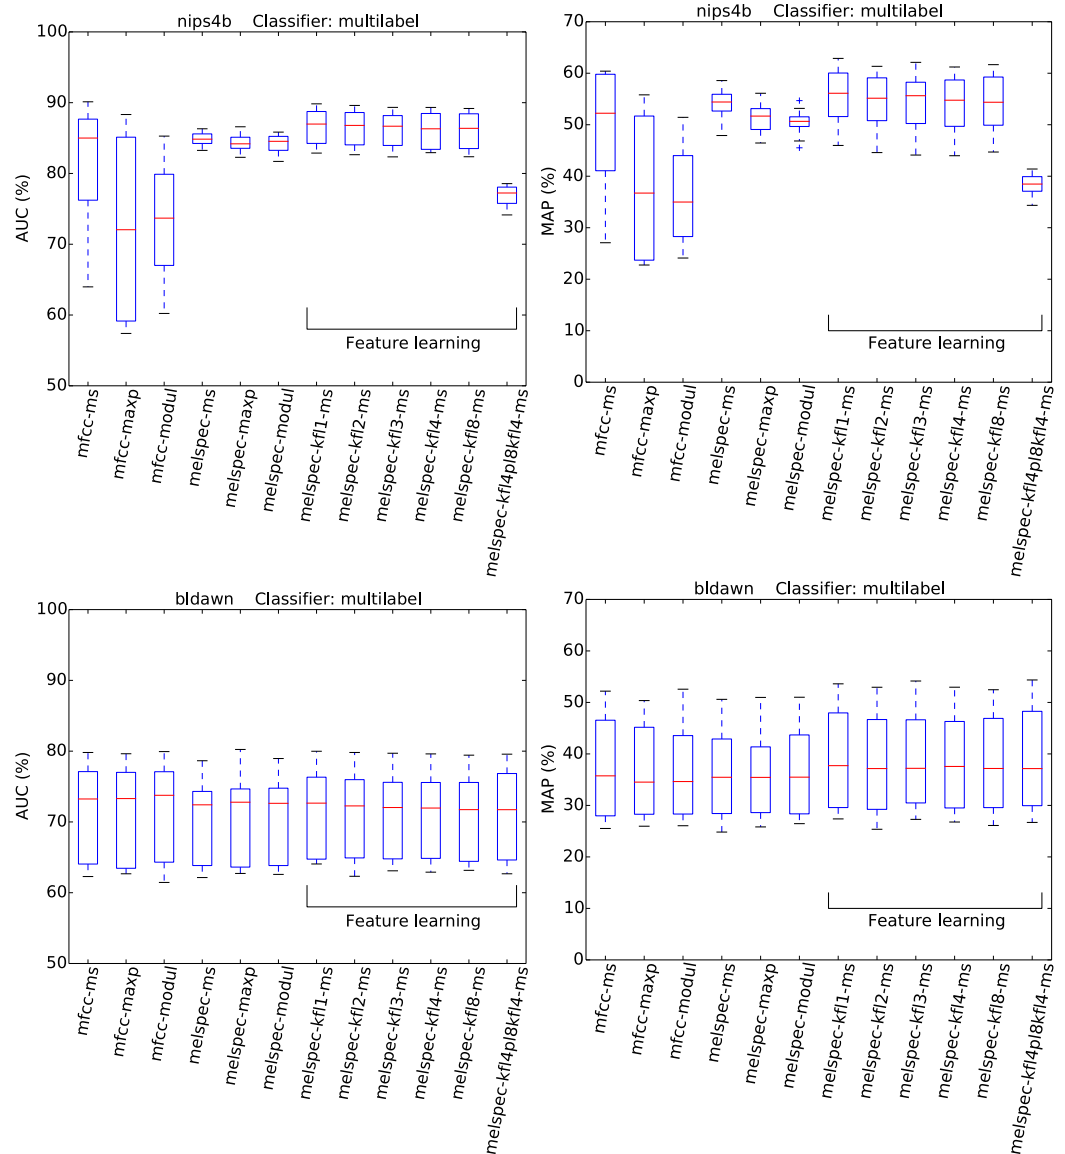 nips4b Classifier: multilabel
AUC (%)
100
90
80
70
60
50
Feature learning
mfcc-ms
mfcc-maxp
mfcc-modul
melspec-ms
melspec-maxp
melspec-modul
melspec-kfl1-ms
melspec-kfl2-ms
melspec-kfl3-ms
melspec-kfl4-ms
melspec-kfl8-ms
melspec-kfl4pl8kfl4-ms
nips4b Classifier: multilabel
MAP (%)
70
60
50
40
30
20
10
0
Feature learning
mfcc-ms
mfcc-maxp
mfcc-modul
melspec-ms
melspec-maxp
melspec-modul
melspec-kfl1-ms
melspec-kfl2-ms
melspec-kfl3-ms
melspec-kfl4-ms
melspec-kfl8-ms
melspec-kfl4pl8kfl4-ms
bldawn Classifier: multilabel
AUC (%)
100
90
80
70
60
50
Feature learning
mfcc-ms
mfcc-maxp
mfcc-modul
melspec-ms
melspec-maxp
melspec-modul
melspec-kfl1-ms
melspec-kfl2-ms
melspec-kfl3-ms
melspec-kfl4-ms
melspec-kfl8-ms
melspec-kfl4pl8kfl4-ms
bldawn Classifier: multilabel
MAP (%)
70
60
50
40
30
20
10
0
Feature learning
mfcc-ms
mfcc-maxp
mfcc-modul
melspec-ms
melspec-maxp
melspec-modul
melspec-kfl1-ms
melspec-kfl2-ms
melspec-kfl3-ms
melspec-kfl4-ms
melspec-kfl8-ms
melspec-kfl4pl8kfl4-ms